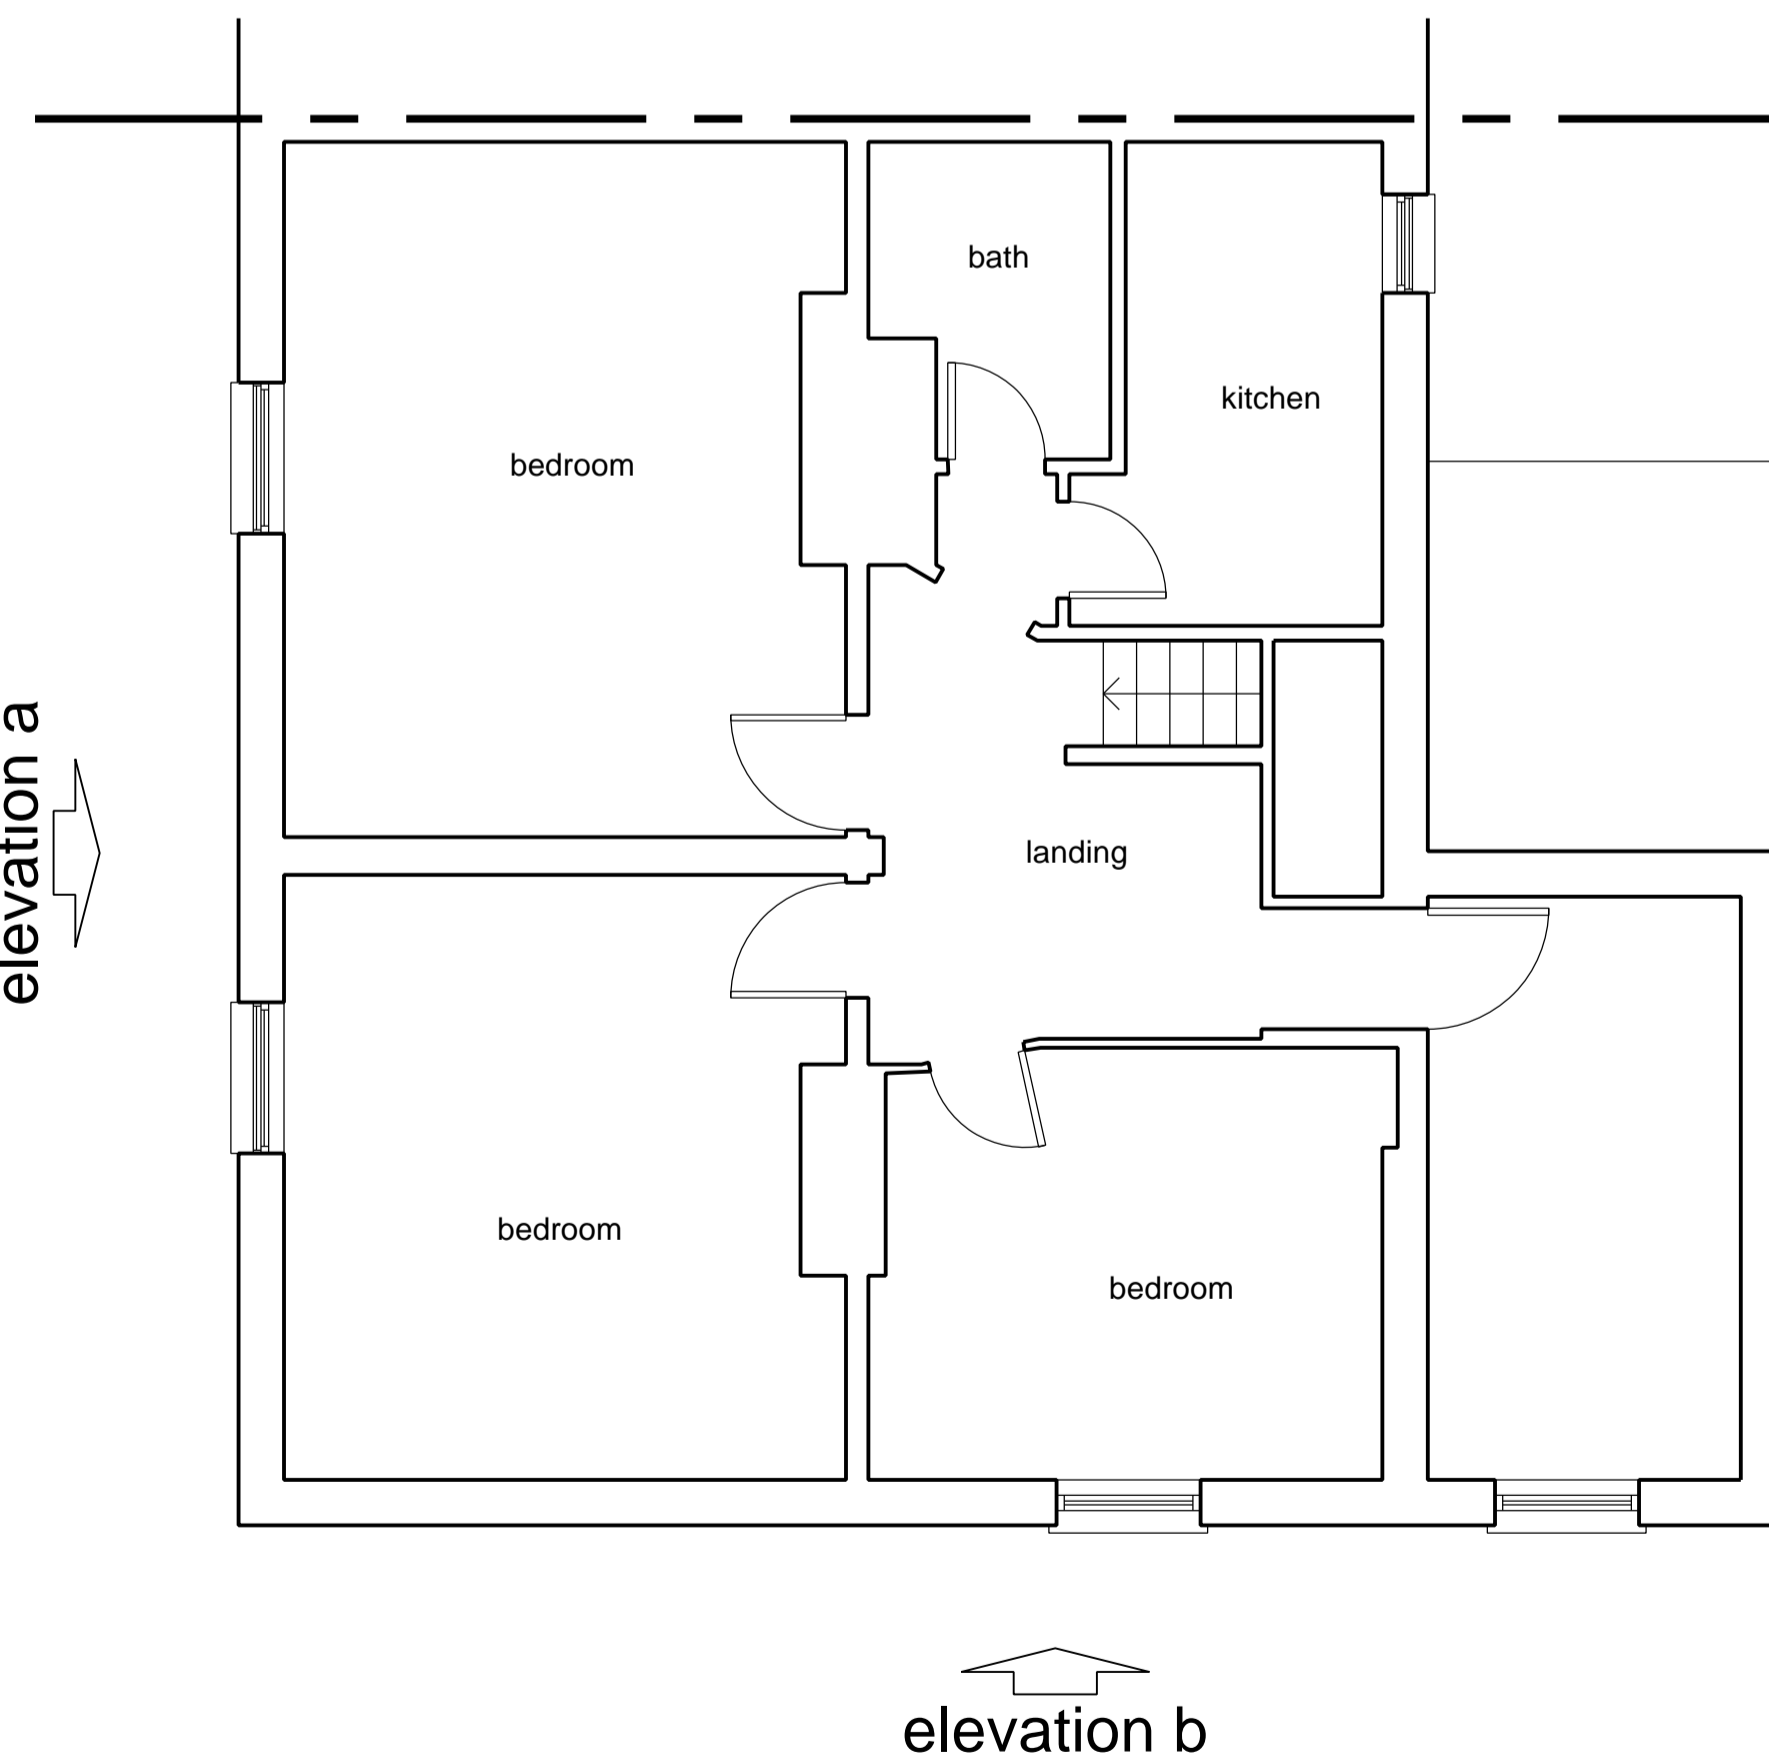 bath
kitchen
bedroom
elevation a
landing
bedroom
bedroom
elevation b